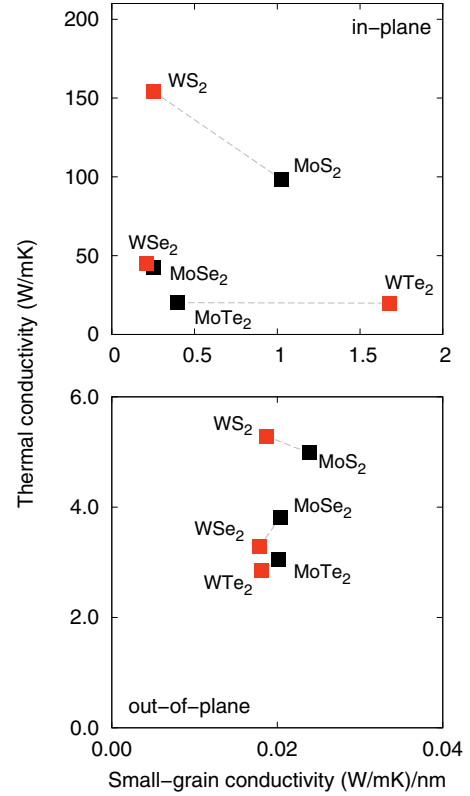 200
in−plane
WS2
150
MoS2
100
WSe2
50
MoSe2
WTe2
MoTe2
0
0 0.5 1 1.5 2
Thermal conductivity (W/mK)
6.0
WS2
MoS2
MoSe2
4.0
WSe2
WTe2
MoTe2
2.0
out−of−plane
0.0
0.00 0.02 0.04
Small−grain conductivity (W/mK)/nm